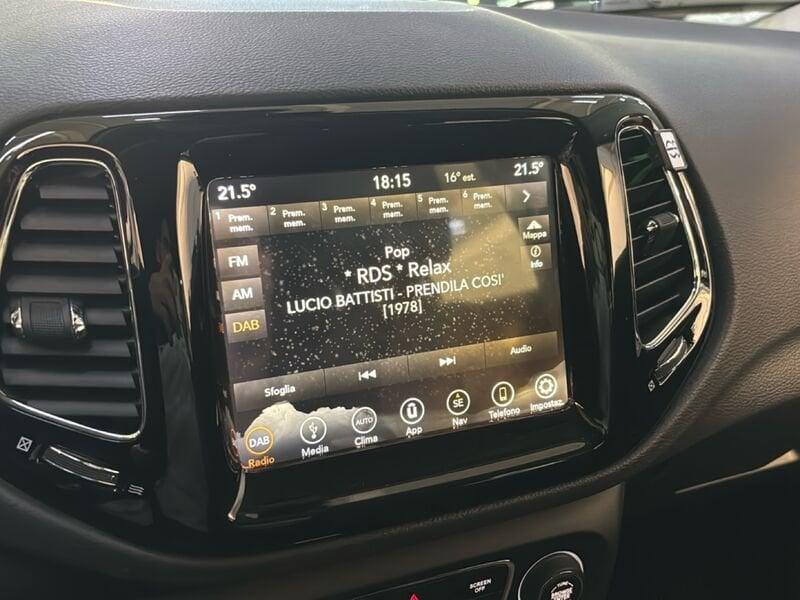 21.5° 18:15 16° est. 21.5°
1 Prem. mem. 2 Prem. mem. 3 Prem. mem. 4 Prem. mem. 5 Prem. mem. 6 Prem. mem.
Mappa
Info
FM
AM
DAB
Pop
* RDS * Relax
LUCIO BATTISTI - PRENDILA COSI'
[1978]
Sfoglia Audio
DAB AUTO SE
Radio Media Clima App Nav Telefono Impostaz.
SCREEN OFF